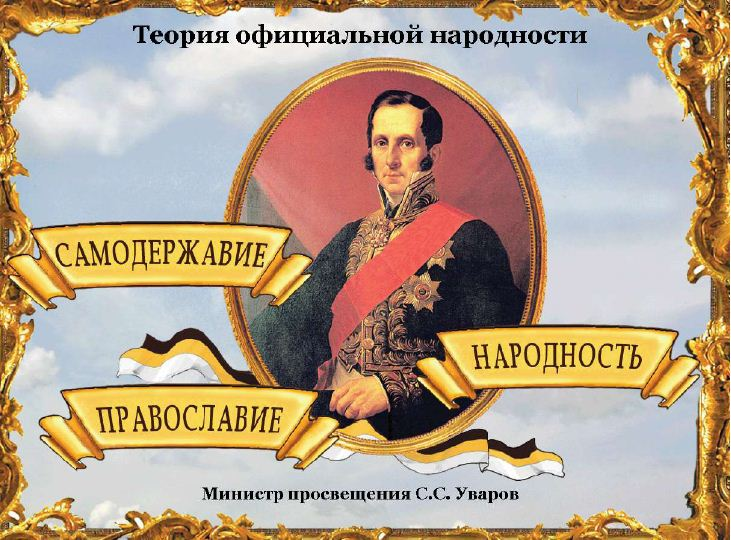 Теория официальной народности
САМОДЕРЖАВИЕ
НАРОДНОСТЬ
ПРАВОСЛАВИЕ
Министр просвещения С.С. Уваров